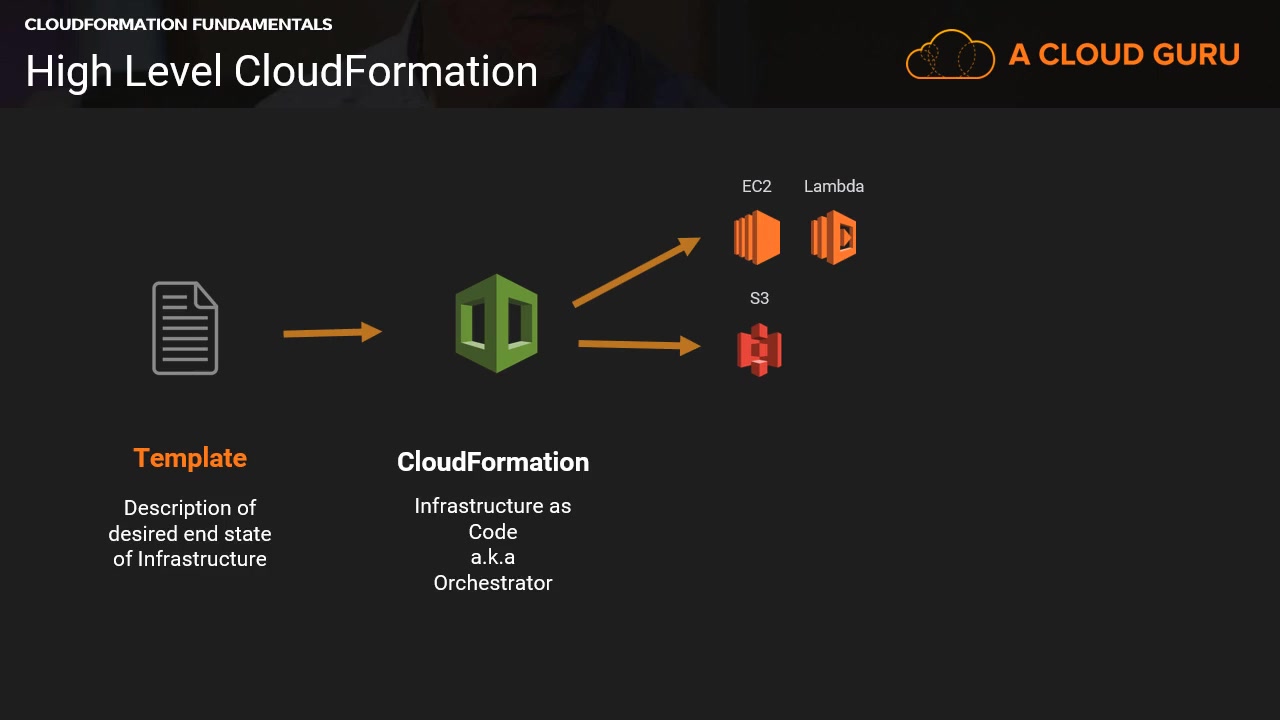 CLOUDFORMATION FUNDAMENTALS
High Level CloudFormation
A CLOUD GURU
EC2
Lambda
S3
Template
Description of
desired end state
of Infrastructure
CloudFormation
Infrastructure as
Code
a.k.a
Orchestrator